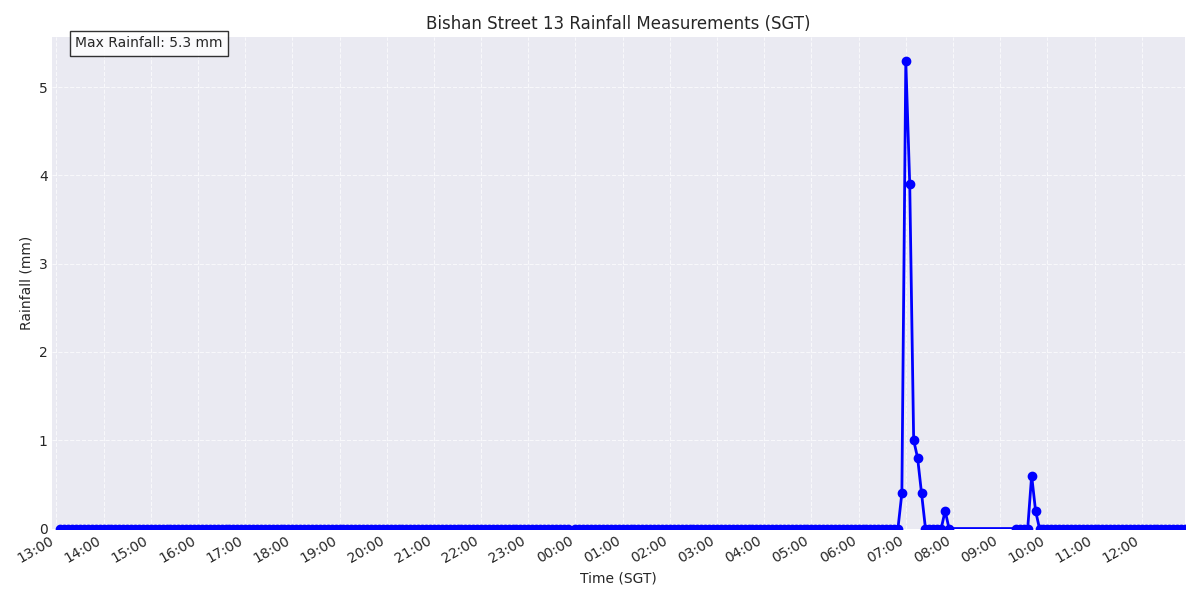 Bishan Street 13 Rainfall Measurements (SGT)
Max Rainfall: 5.3 mm
5
4
3
2
1
0
Rainfall (mm)
13:00 14:00 15:00 16:00 17:00 18:00 19:00 20:00 21:00 22:00 23:00 00:00 01:00 02:00 03:00 04:00 05:00 06:00 07:00 08:00 09:00 10:00 11:00 12:00
Time (SGT)